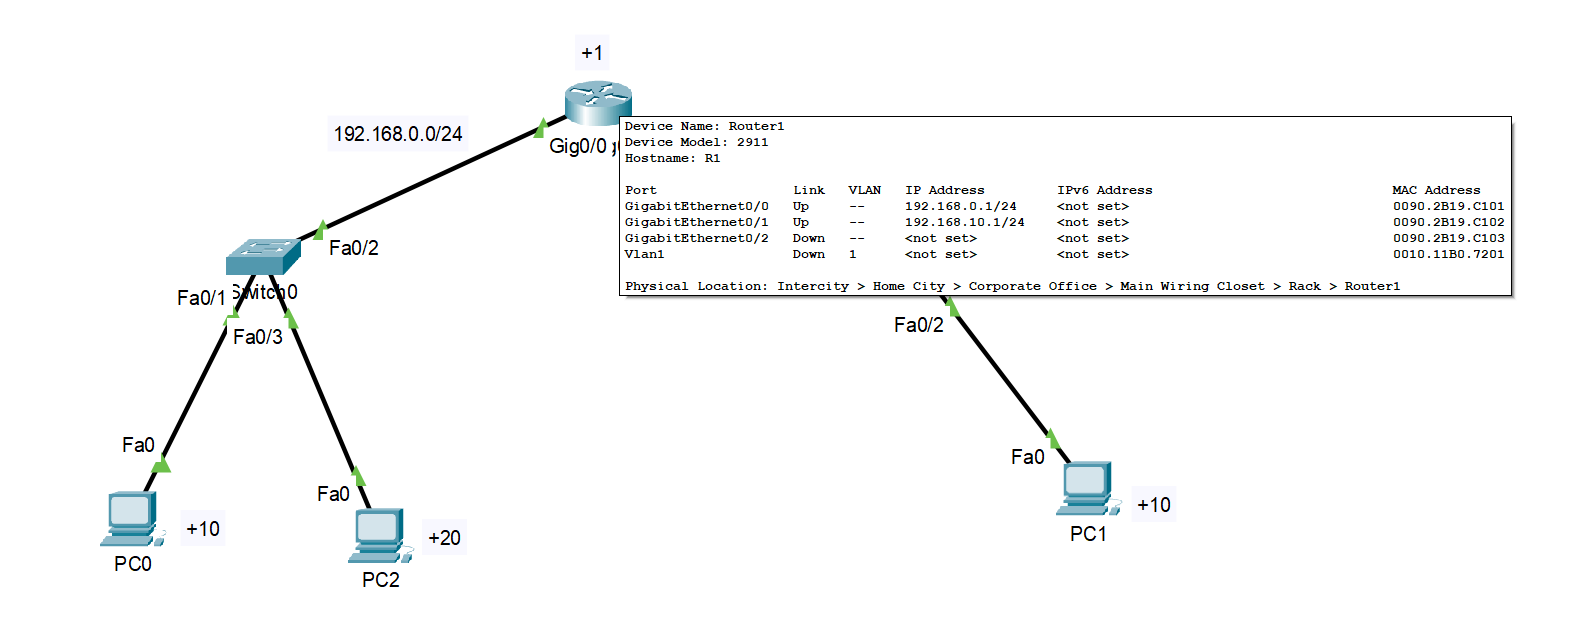 +1
192.168.0.0/24
Gig0/0
Device Name: Router1
Device Model: 2911
Hostname: R1
Port Link VLAN IP Address IPv6 Address MAC Address
GigabitEthernet0/0 Up -- 192.168.0.1/24 <not set> 0090.2B19.C101
GigabitEthernet0/1 Up -- 192.168.10.1/24 <not set> 0090.2B19.C102
GigabitEthernet0/2 Down -- <not set> <not set> 0090.2B19.C103
Vlan1 Down 1 <not set> <not set> 0010.11B0.7201
Physical Location: Intercity > Home City > Corporate Office > Main Wiring Closet > Rack > Router1
Fa0/2
Switch0
Fa0/1
Fa0/3
Fa0/2
Fa0
Fa0
Fa0
+10
+20
+10
PC0
PC2
PC1